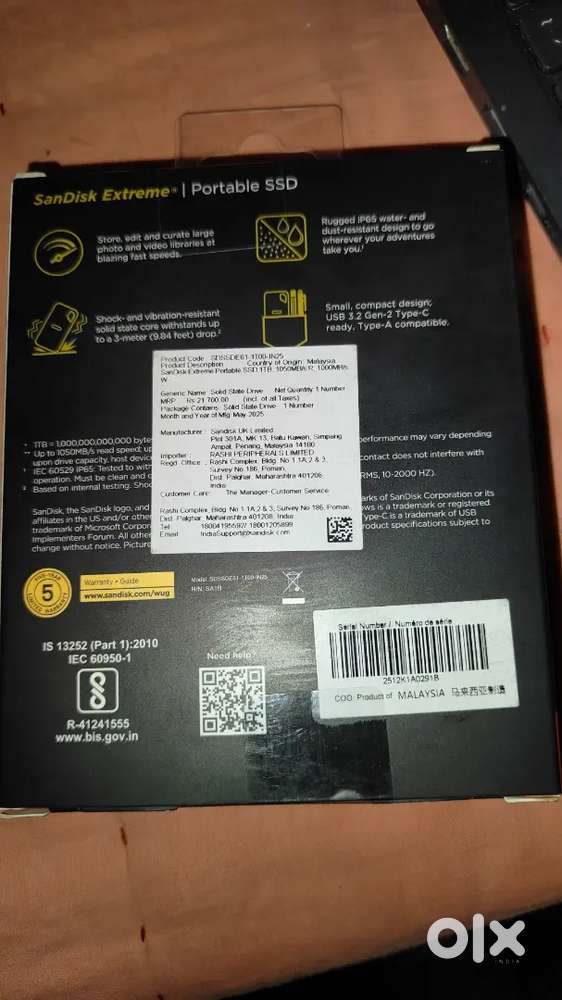 SanDisk Extreme® | Portable SSD
Store, edit and curate large
photo and video libraries at
blazing fast speeds.
Rugged IP65 water- and
dust-resistant design to go
wherever your adventures
take you.¹
Shock- and vibration-resistant
solid state core withstands up
to a 3-meter (9.84 feet) drop.²
Small, compact design;
USB 3.2 Gen-2 Type-C
ready, Type-A compatible.
Product Code : SDSSDE61-1T00-IN25
Product Description Country of Origin : Malaysia
SanDisk Extreme Portable SSD 1TB, 1050MB/s R, 1000MB/s
W
Generic Name: Solid State Drive Net Quantity: 1 Number
MRP Rs 21,700.00 (incl. of all Taxes)
Package Contains: Solid State Drive 1 Number
Month and Year of Mfg May-2025
Manufacturer : Sandisk UK Limited
Plot 301A, MK 13, Batu Kawan, Simpang
Ampat, Penang, Malaysia 14100
Importer : RASHI PERIPHERALS LIMITED
Regd. Office : Rashi Complex, Bldg. No 1 1A,2 & 3,
Survey No.186, Poman,
Dist. Palghar, Maharashtra 401208,
India
Customer Care: The Manager-Customer Service
Rashi Complex, Bldg. No 1 1A,2 & 3, Survey No 186, Poman,
Dist. Palghar, Maharashtra 401208, India
Tel
Email IndiaSupport@sandisk.com
* 1TB = 1,000,000,000,000 bytes
** Up to 1050MB/s read speed; up
performance may vary depending
upon drive capacity, host device
¹ IEC 60529 IP65: Tested to with
contact does not interfere with
operation. Must be clean and
² Based on internal testing. Shoc
RMS, 10-2000 HZ).
SanDisk, the SanDisk logo, and
marks of SanDisk Corporation or its
affiliates in the US and/or other
is a trademark or registered
trademark of Microsoft Corpor
Type-C is a trademark of USB
Implementers Forum. All other
product specifications subject to
change without notice. Picture
FIVE-YEAR
5
LIMITED WARRANTY
Warranty • Guide
www.sandisk.com/wug
Model: SDSSDE61-1T00-IN25
R/N: SA1B
IS 13252 (Part 1):2010
IEC 60950-1
R-41241555
www.bis.gov.in
Need help?
Serial Number / Numéro de série
2512K1A0291B
COO Product of MALAYSIA 马来西亚制造
olx
INDIA